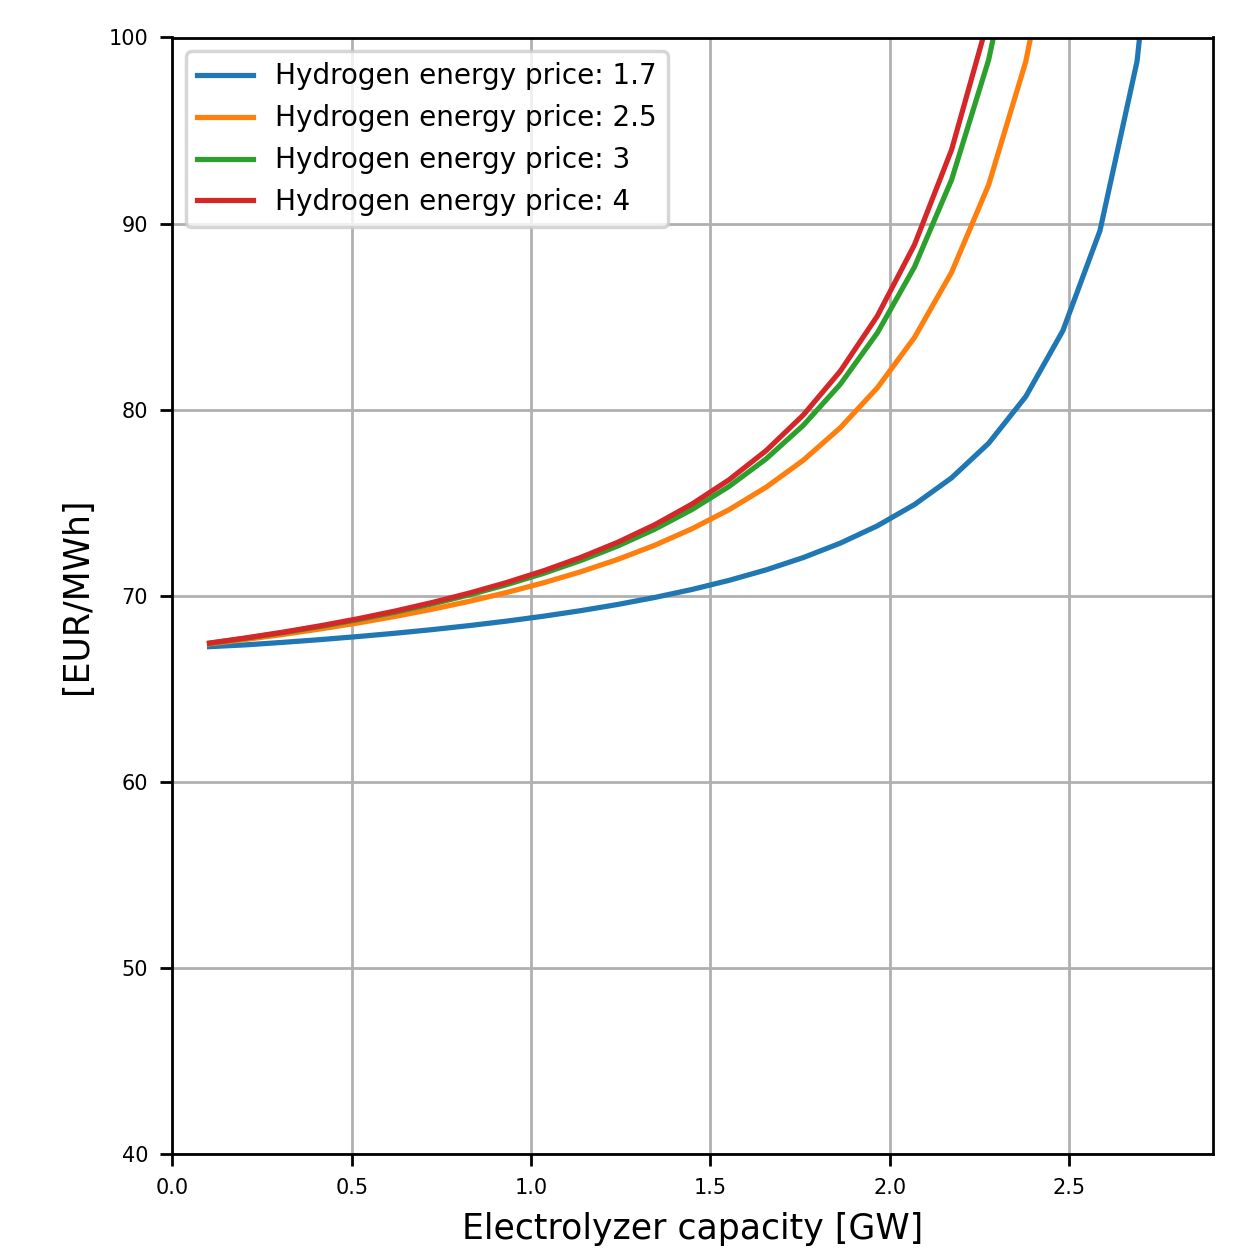 100
90
80
70
60
50
40
[EUR/MWh]
Hydrogen energy price: 1.7
Hydrogen energy price: 2.5
Hydrogen energy price: 3
Hydrogen energy price: 4
0.0 0.5 1.0 1.5 2.0 2.5
Electrolyzer capacity [GW]